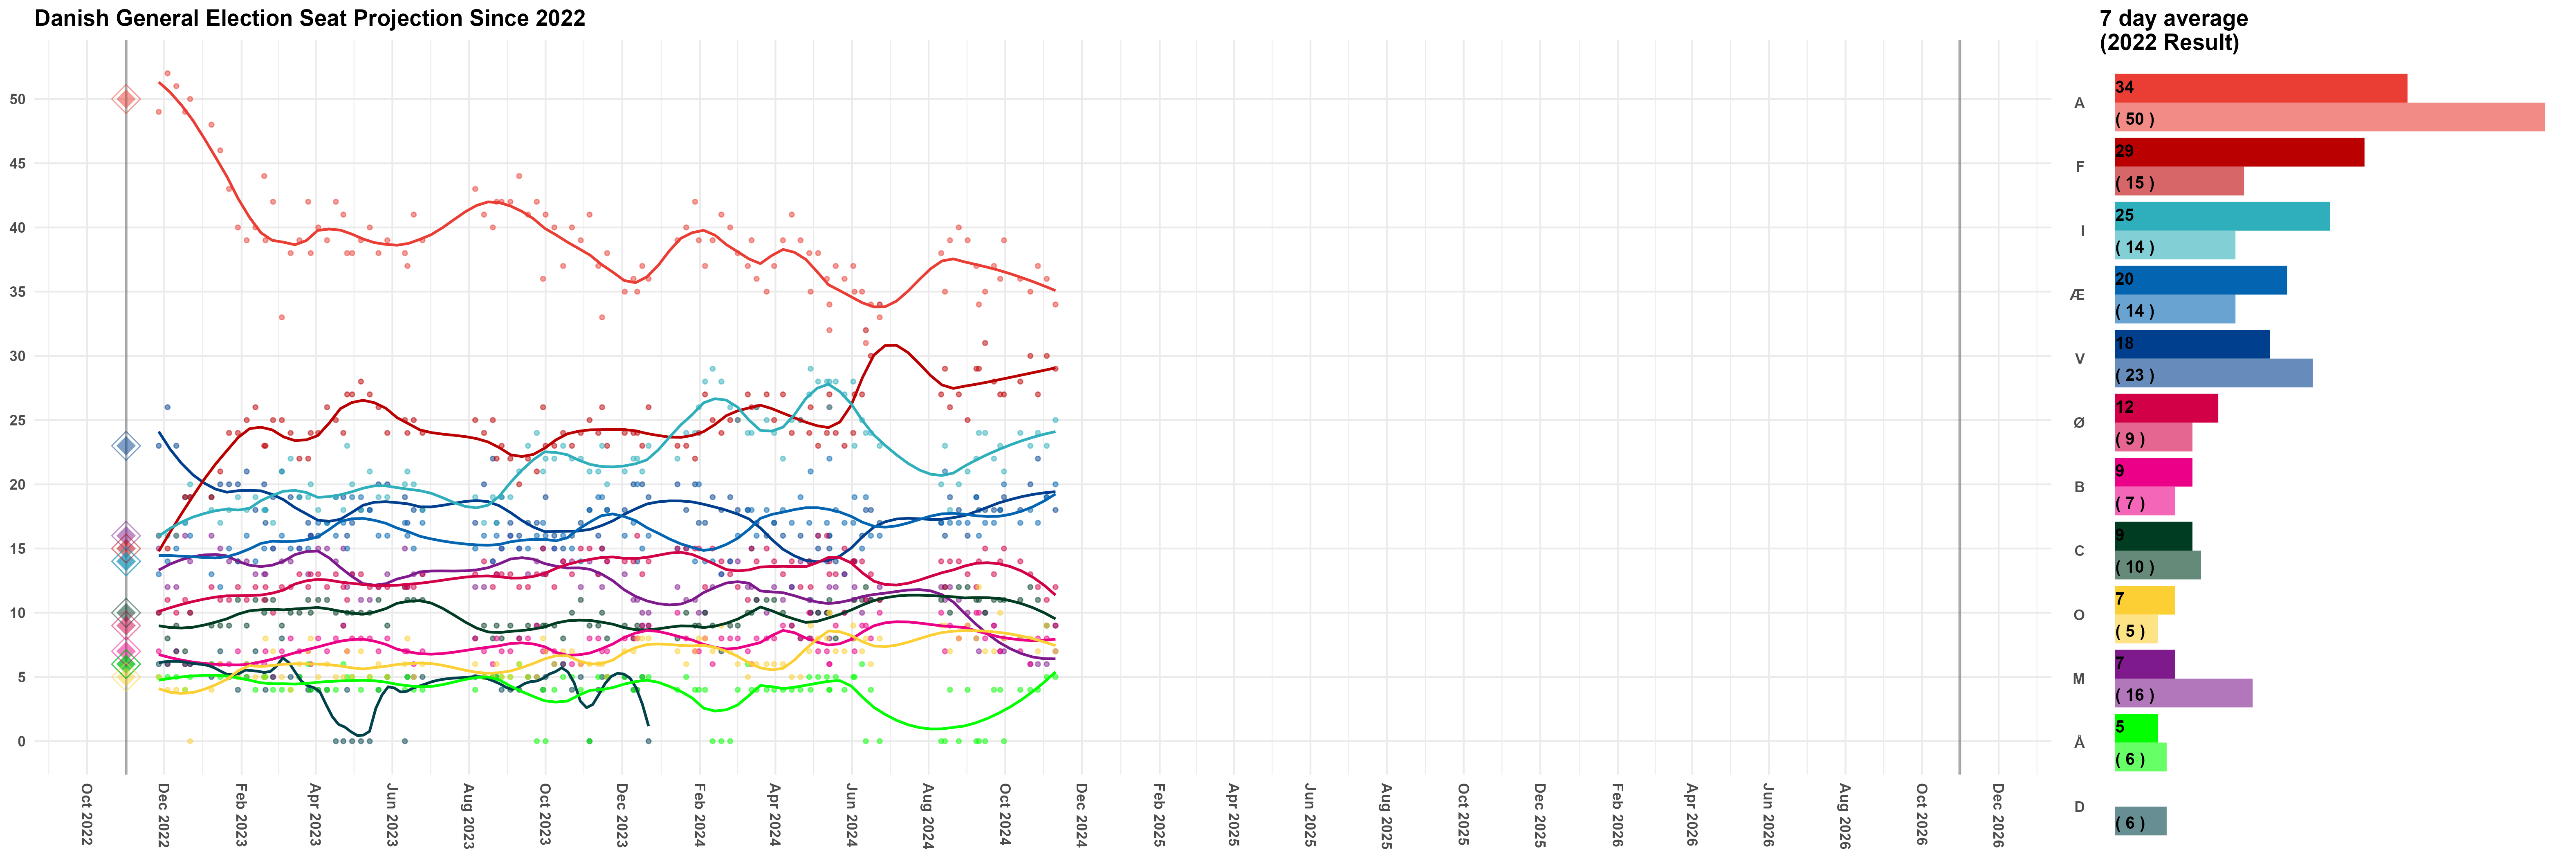 Danish General Election Seat Projection Since 2022
50
45
40
35
30
25
20
15
10
5
0
Oct 2022
Dec 2022
Feb 2023
Apr 2023
Jun 2023
Aug 2023
Oct 2023
Dec 2023
Feb 2024
Apr 2024
Jun 2024
Aug 2024
Oct 2024
Dec 2024
Feb 2025
Apr 2025
Jun 2025
Aug 2025
Oct 2025
Dec 2025
Feb 2026
Apr 2026
Jun 2026
Aug 2026
Oct 2026
Dec 2026
7 day average
(2022 Result)
A
34
( 50 )
F
29
( 15 )
I
25
( 14 )
Æ
20
( 14 )
V
18
( 23 )
Ø
12
( 9 )
B
9
( 7 )
C
9
( 10 )
O
7
( 5 )
M
7
( 16 )
Å
5
( 6 )
D
( 6 )